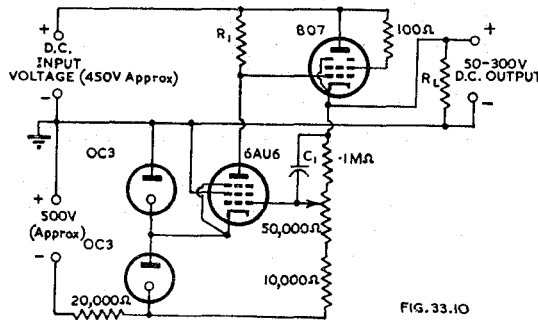 R1
807
100Ω
+
D.C.
INPUT
VOLTAGE (450V Approx)
-
+
50-300V
D.C. OUTPUT
-
RL
OC3
6AU6
C1
·1MΩ
+
500V
(Approx)
-
OC3
50,000Ω
10,000Ω
20,000Ω
FIG. 33.10